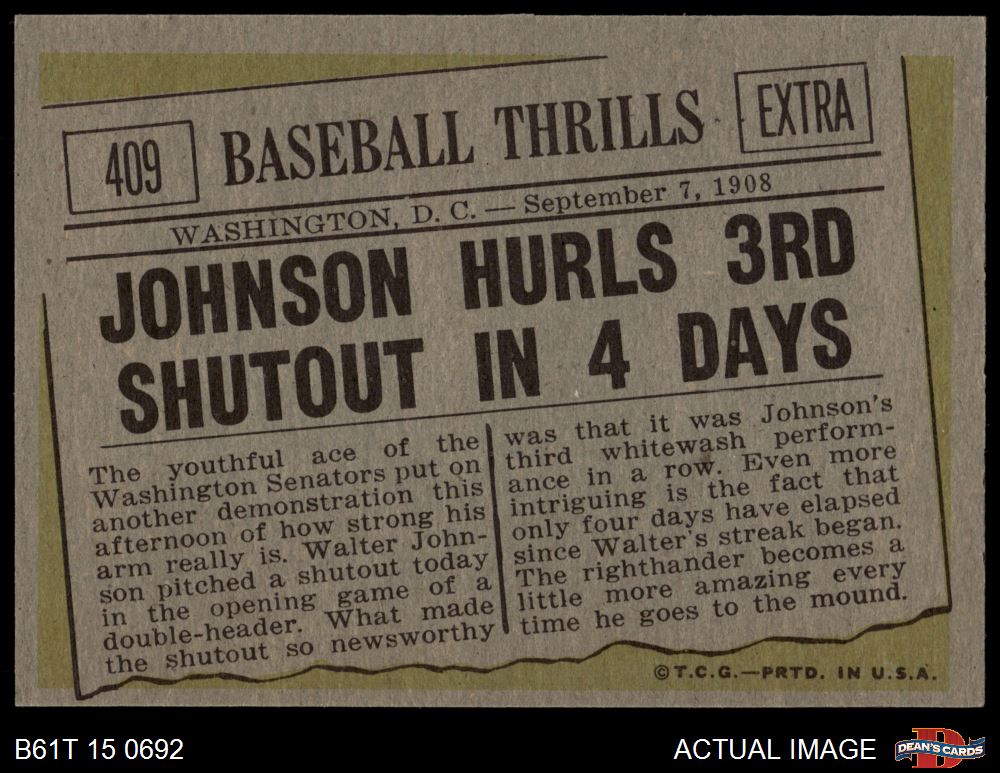 409
BASEBALL THRILLS
EXTRA
WASHINGTON, D. C. — September 7, 1908
JOHNSON HURLS 3RD
SHUTOUT IN 4 DAYS
The youthful ace of the
Washington Senators put on
another demonstration this
afternoon of how strong his
arm really is. Walter John-
son pitched a shutout today
in the opening game of a
double-header. What made
the shutout so newsworthy
was that it was Johnson's
third whitewash perform-
ance in a row. Even more
intriguing is the fact that
only four days have elapsed
since Walter's streak began.
The righthander becomes a
little more amazing every
time he goes to the mound.
©T.C.G.—PRTD. IN U.S.A.
B61T 15 0692
ACTUAL IMAGE
DEAN'S CARDS